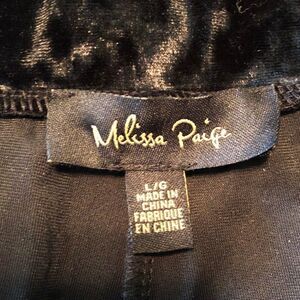 Melissa Paige
L/G
MADE IN
CHINA
FABRIQUE
EN CHINE